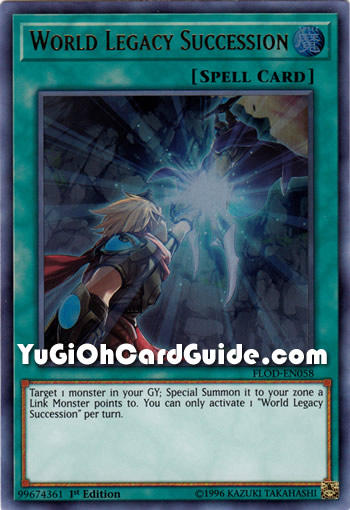 WORLD LEGACY SUCCESSION
魔
[SPELL CARD]
YuGiOhCardGuide.com
FLOD-EN058
Target 1 monster in your GY; Special Summon it to your zone a
Link Monster points to. You can only activate 1 "World Legacy
Succession" per turn.
99674361 1st Edition ©1996 KAZUKI TAKAHASHI